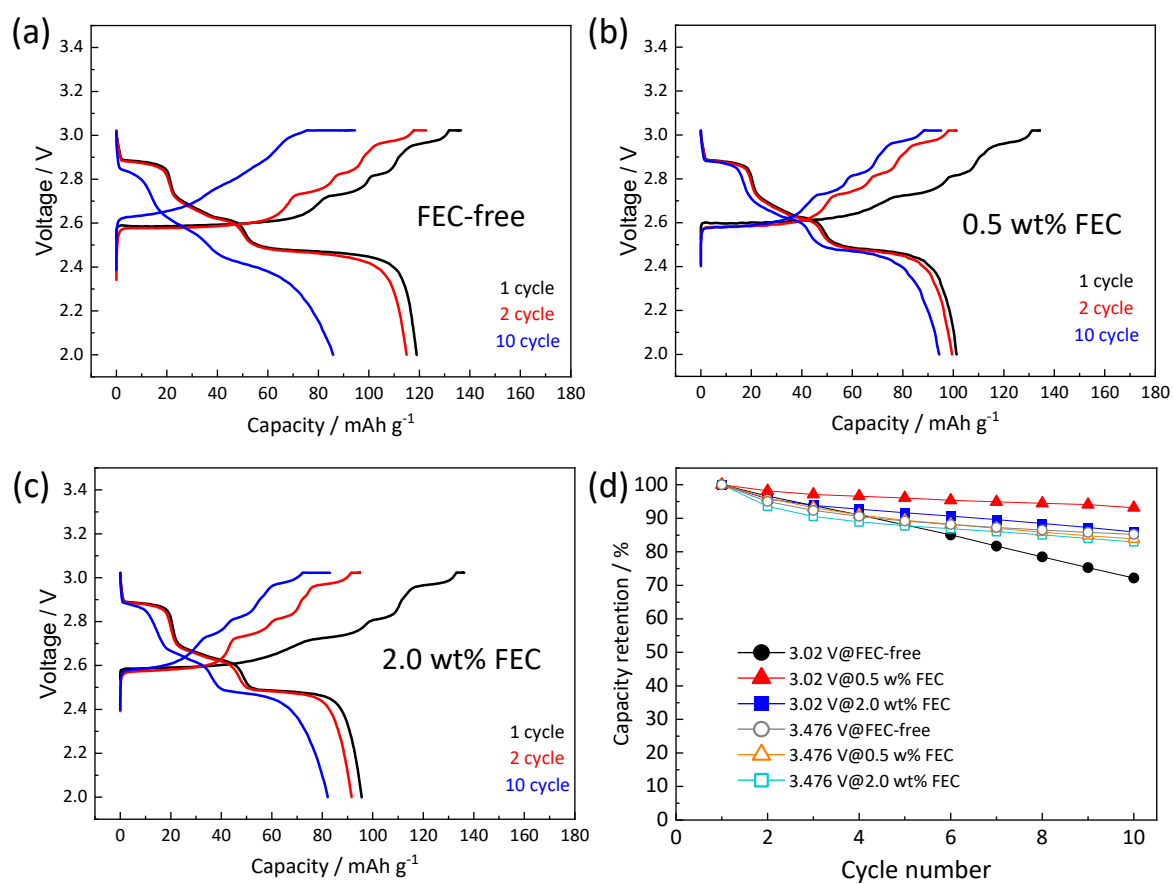 (a)
3.4
3.2
3.0
2.8
2.6
2.4
2.2
2.0
Voltage / V
FEC-free
1 cycle
2 cycle
10 cycle
0 20 40 60 80 100 120 140 160 180
Capacity / mAh g⁻¹
(b)
3.4
3.2
3.0
2.8
2.6
2.4
2.2
2.0
Voltage / V
0.5 wt% FEC
1 cycle
2 cycle
10 cycle
0 20 40 60 80 100 120 140 160 180
Capacity / mAh g⁻¹
(c)
3.4
3.2
3.0
2.8
2.6
2.4
2.2
2.0
Voltage / V
2.0 wt% FEC
1 cycle
2 cycle
10 cycle
0 20 40 60 80 100 120 140 160 180
Capacity / mAh g⁻¹
(d)
100
90
80
70
60
50
40
30
20
10
0
Capacity retention / %
3.02 V@FEC-free
3.02 V@0.5 w% FEC
3.02 V@2.0 wt% FEC
3.476 V@FEC-free
3.476 V@0.5 w% FEC
3.476 V@2.0 wt% FEC
0 2 4 6 8 10
Cycle number